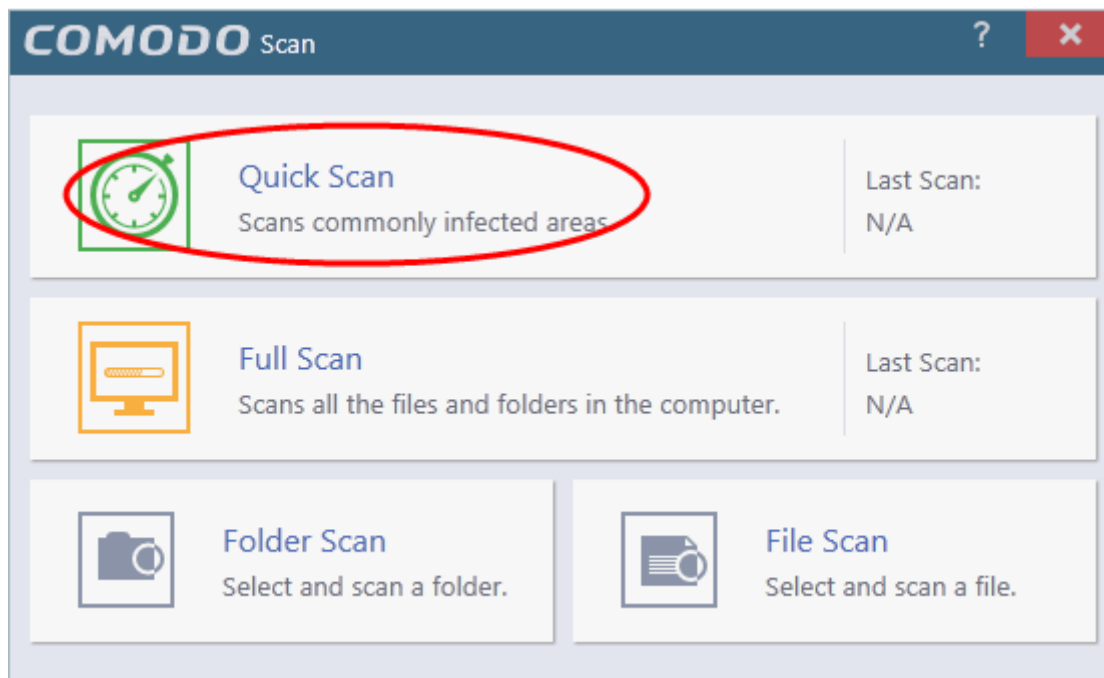 COMODO Scan ?
Quick Scan
Scans commonly infected areas.
Last Scan:
N/A
Full Scan
Scans all the files and folders in the computer.
Last Scan:
N/A
Folder Scan
Select and scan a folder.
File Scan
Select and scan a file.